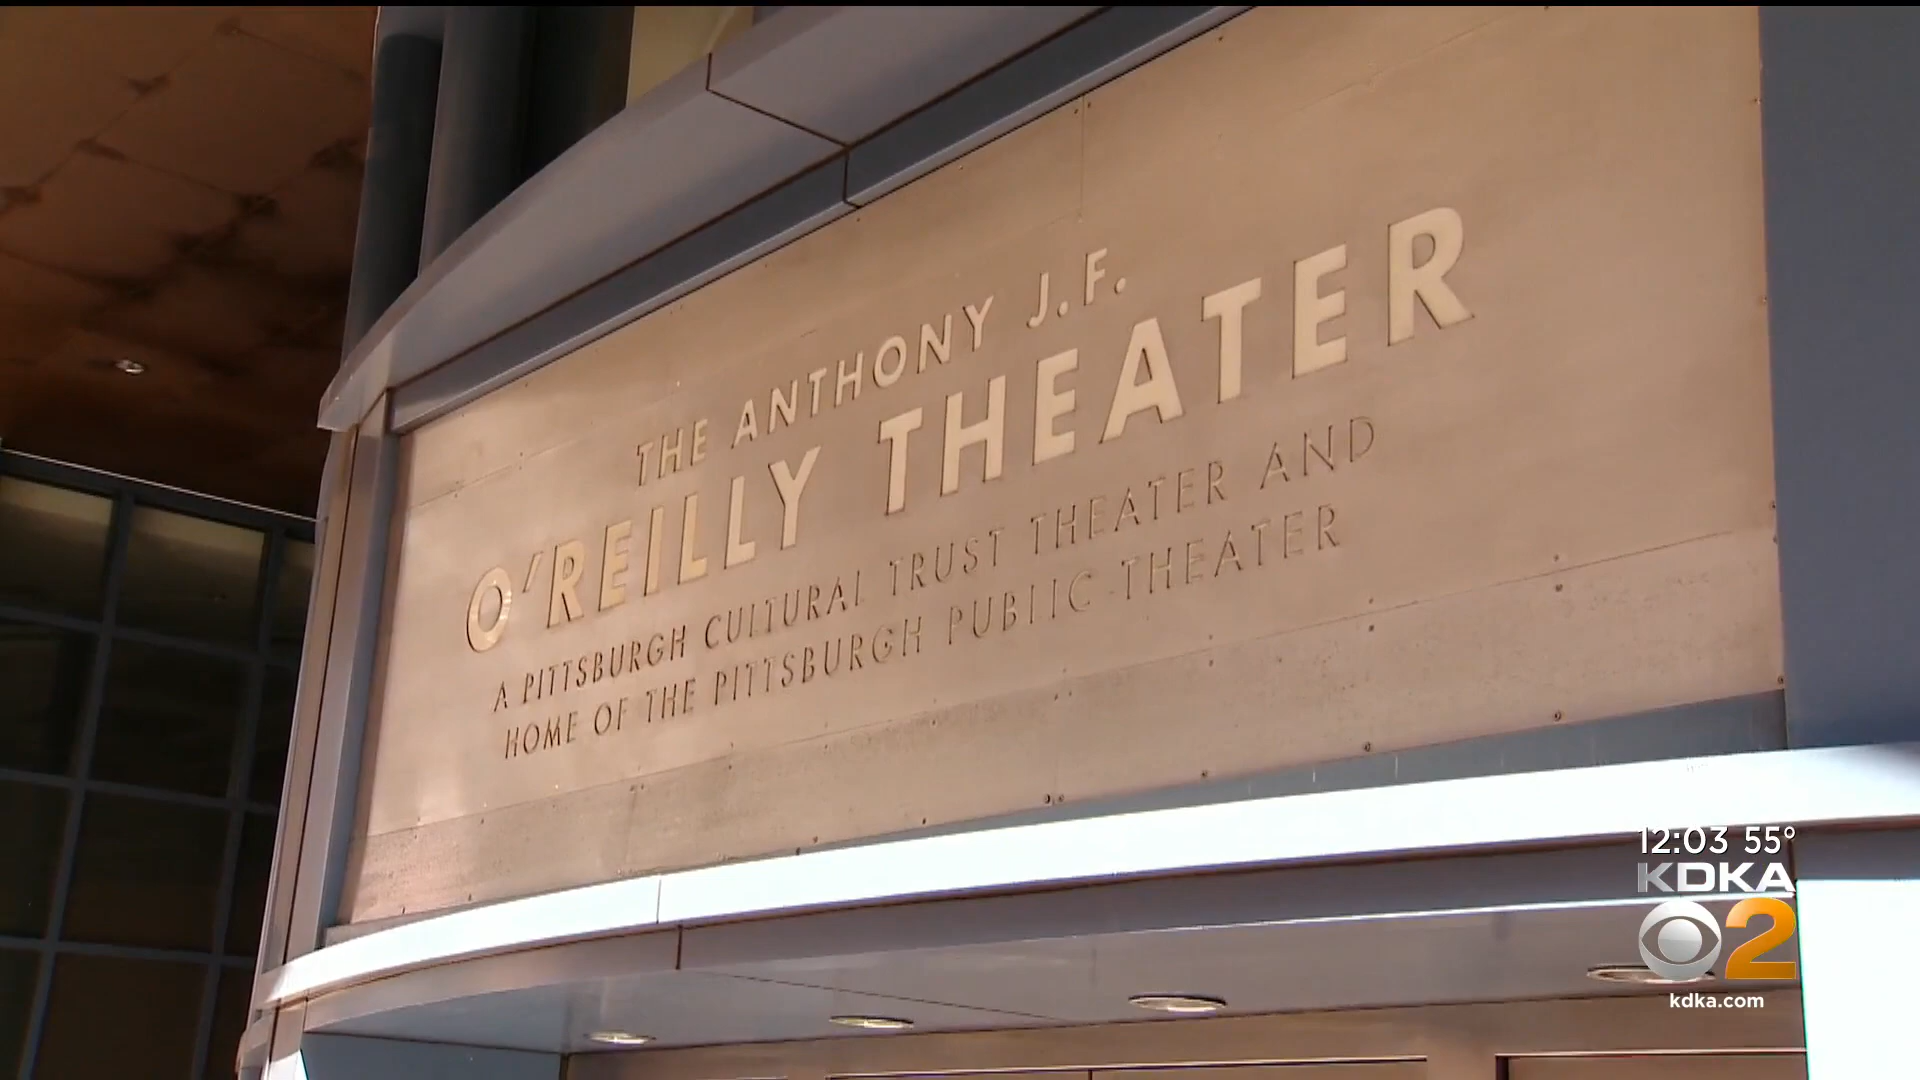 THE ANTHONY J.F.
O'REILLY THEATER
A PITTSBURGH CULTURAL TRUST THEATER AND
HOME OF THE PITTSBURGH PUBLIC THEATER
12:03 55°
KDKA
2
kdka.com